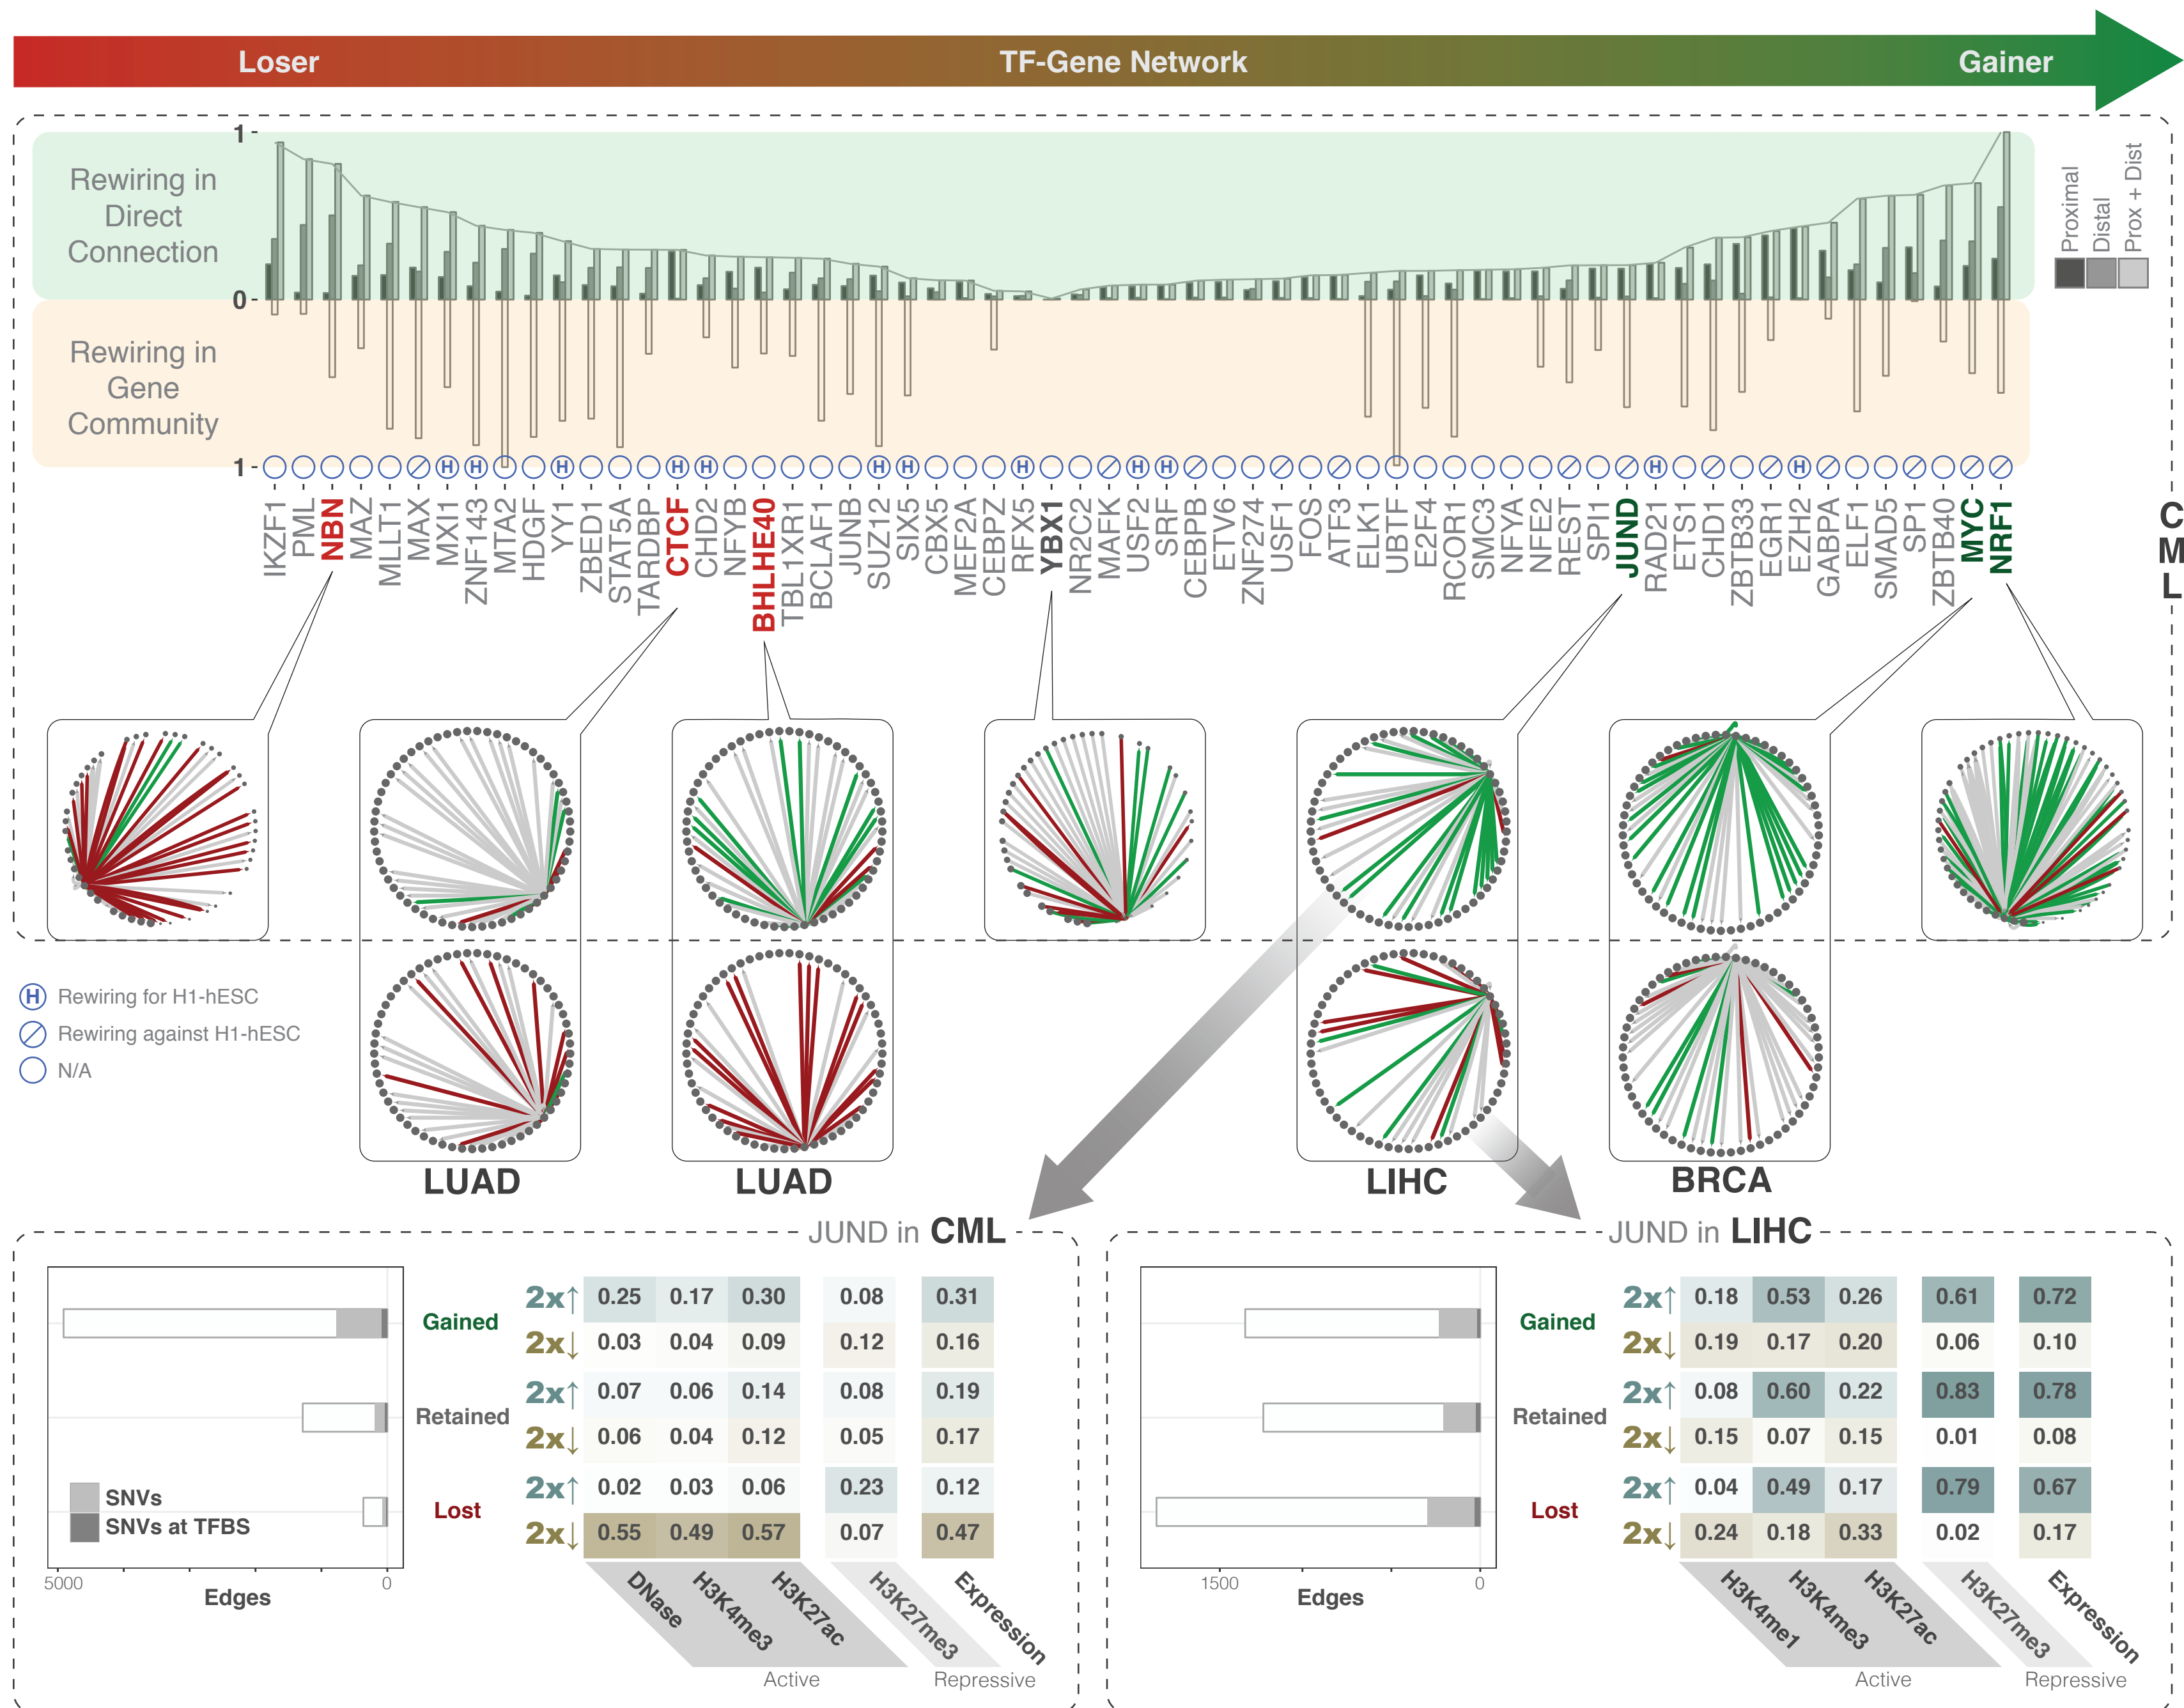 Loser TF-Gene Network Gainer
1
Rewiring in
Direct
Connection
0
Proximal
Distal
Prox + Dist
Rewiring in
Gene
Community
1
H H H H H H H H H H H H
IKZF1 PML NBN MAZ MLLT1 MAX MXI1 ZNF143 MTA2 HDGF YY1 ZBED1 STAT5A TARDBP CTCF CHD2 NFYB BHLHE40 TBL1XR1 BCLAF1 JUNB SUZ12 SIX5 CBX5 MEF2A CEBPZ RFX5 YBX1 NR2C2 MAFK USF2 SRF CEBPB ETV6 ZNF274 USF1 FOS ATF3 ELK1 UBTF E2F4 RCOR1 SMC3 NFYA NFE2 REST SPI1 JUND RAD21 ETS1 CHD1 ZBTB33 EGR1 EZH2 GABPA ELF1 SMAD5 SP1 ZBTB40 MYC NRF1
C
M
L
H Rewiring for H1-hESC
Rewiring against H1-hESC
N/A
LUAD LUAD LIHC BRCA
JUND in CML
Gained
2x↑ 0.25 0.17 0.30 0.08 0.31
2x↓ 0.03 0.04 0.09 0.12 0.16
Retained
2x↑ 0.07 0.06 0.14 0.08 0.19
2x↓ 0.06 0.04 0.12 0.05 0.17
Lost
2x↑ 0.02 0.03 0.06 0.23 0.12
2x↓ 0.55 0.49 0.57 0.07 0.47
SNVs
SNVs at TFBS
5000 0
Edges
DNase H3K4me3 H3K27ac H3K27me3 Expression
Active Repressive
JUND in LIHC
Gained
2x↑ 0.18 0.53 0.26 0.61 0.72
2x↓ 0.19 0.17 0.20 0.06 0.10
Retained
2x↑ 0.08 0.60 0.22 0.83 0.78
2x↓ 0.15 0.07 0.15 0.01 0.08
Lost
2x↑ 0.04 0.49 0.17 0.79 0.67
2x↓ 0.24 0.18 0.33 0.02 0.17
1500 0
Edges
H3K4me1 H3K4me3 H3K27ac H3K27me3 Expression
Active Repressive